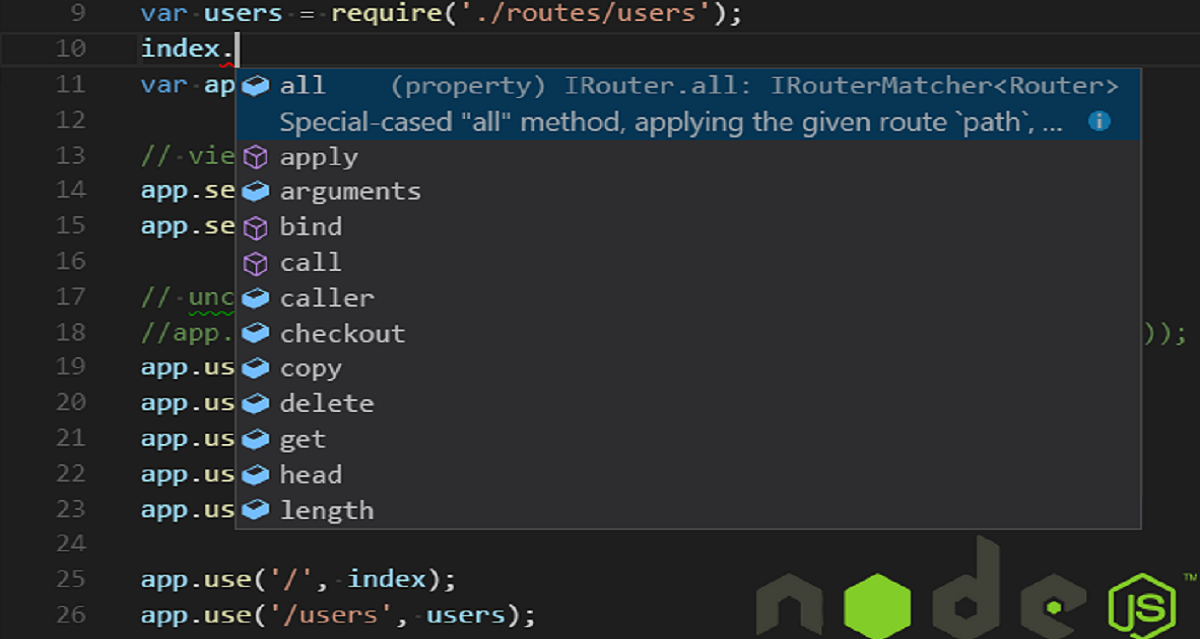 9 var users = require('./routes/users');
10 index.
11 var ap
all (property) IRouter.all: IRouterMatcher<Router>
12
Special-cased "all" method, applying the given route `path`, ...
13 // vie
apply
14 app.se
arguments
15 app.se
bind
16
call
17 // unc
caller
18 //app.
checkout
));
19 app.us
copy
20 app.us
delete
21 app.us
get
22 app.us
head
23 app.us
length
24
25 app.use('/', index);
26 app.use('/users', users);
node
JS
TM